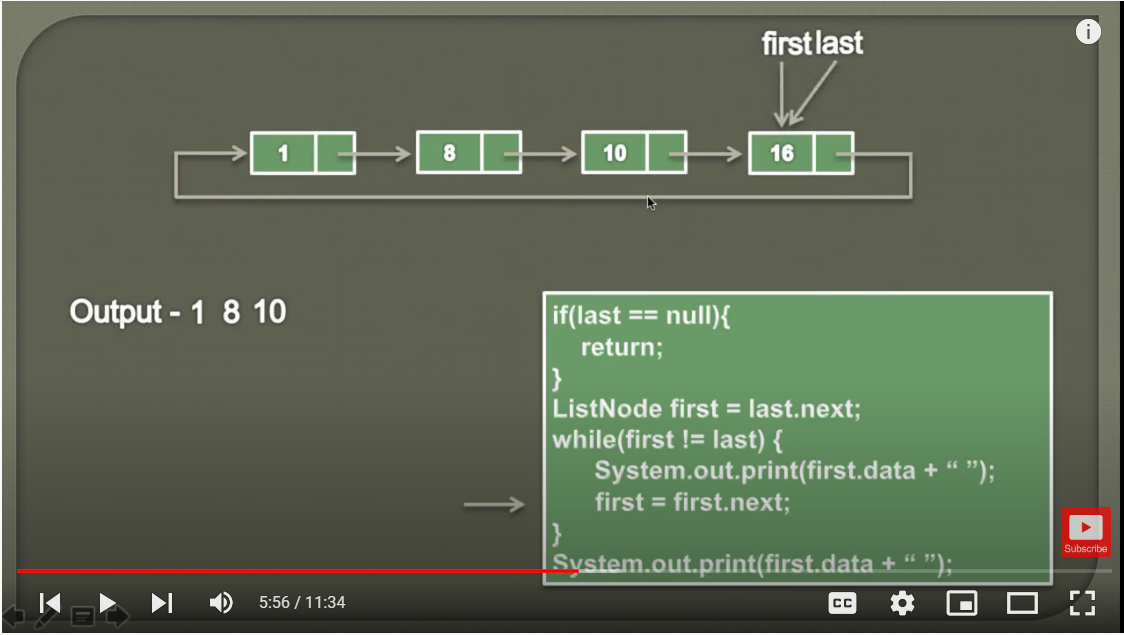 first last
1 8 10 16
Output - 1 8 10
if(last == null){
return;
}
ListNode first = last.next;
while(first != last) {
System.out.print(first.data + “ ”);
first = first.next;
}
System.out.print(first.data + “ ”);
Subscribe
5:56 / 11:34
CC